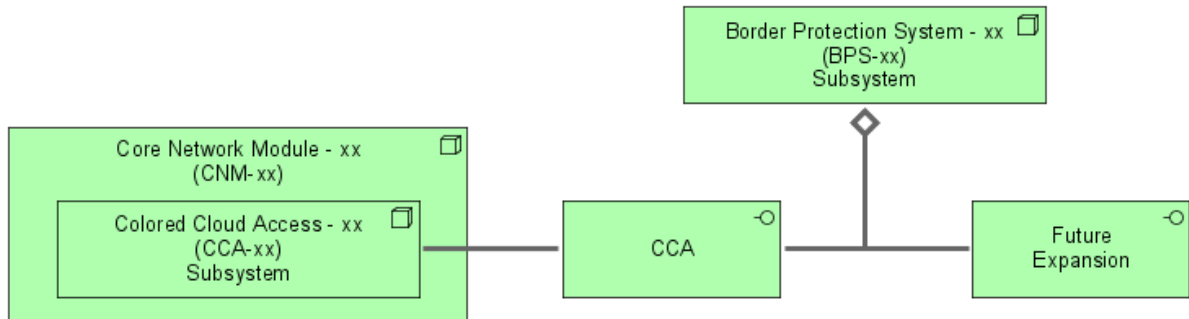 Border Protection System - xx
(BPS-xx)
Subsystem
Core Network Module - xx
(CNM-xx)
Colored Cloud Access - xx
(CCA-xx)
Subsystem
CCA
Future
Expansion